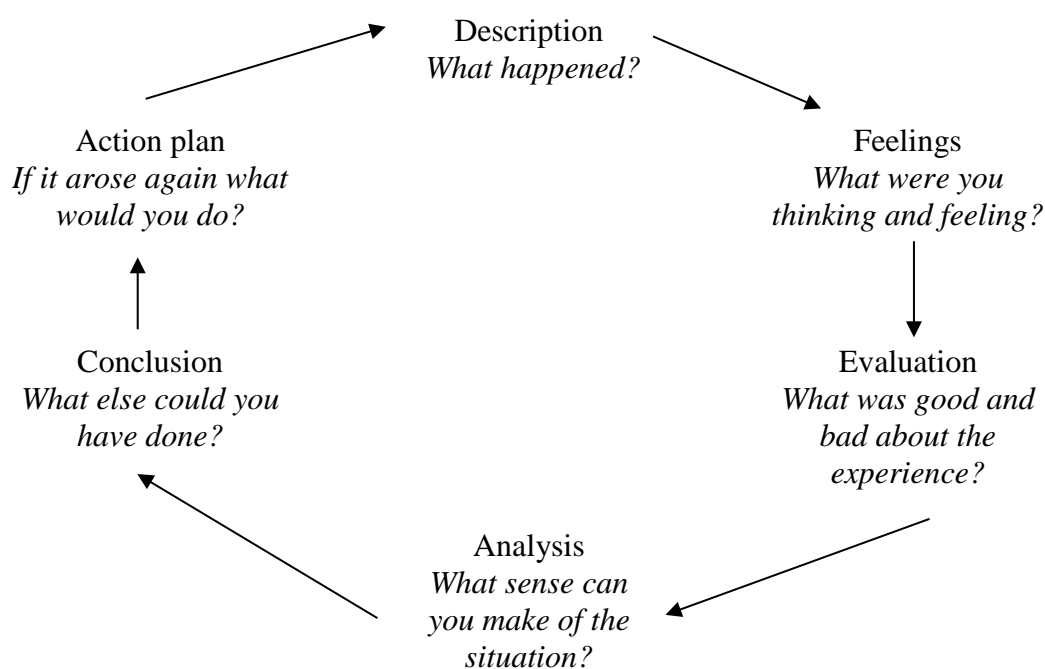 Description
What happened?
Feelings
What were you
thinking and feeling?
Evaluation
What was good and
bad about the
experience?
Analysis
What sense can
you make of the
situation?
Conclusion
What else could you
have done?
Action plan
If it arose again what
would you do?